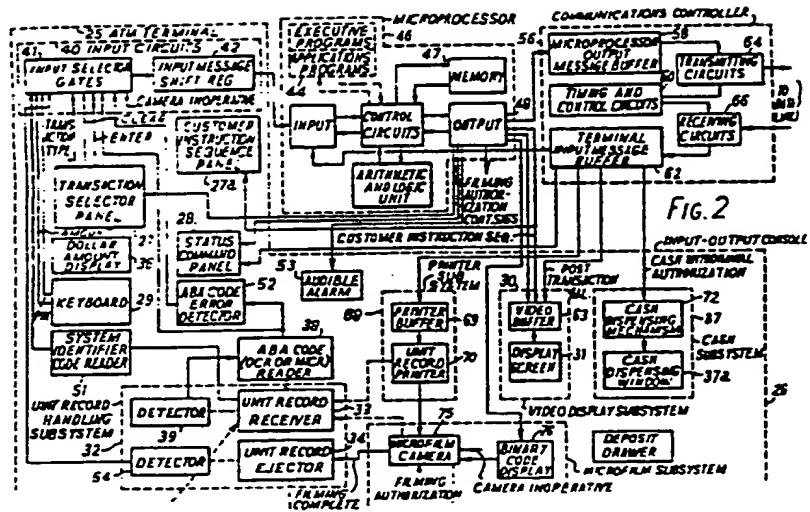 25 ATM TERMINAL
40 INPUT CIRCUITS
41
42
INPUT SELECTOR
GATES
INPUT MESSAGE
SHIFT REG
CAMERA INOPERATIVE
TRANSACTION
TYPE
ENTER
CUSTOMER
INSTRUCTION
SEQUENCE
PANEL
27a
TRANSACTION
SELECTOR
PANEL
DOLLAR
AMOUNT
DISPLAY
36
28
STATUS
COMMAND
PANEL
KEYBOARD
29
ABA CODE
ERROR
DETECTOR
52
SYSTEM
IDENTIFIER
CODE READER
51
MICROPROCESSOR
EXECUTIVE
PROGRAMS
APPLICATIONS
PROGRAMS
46
47
MEMORY
44
INPUT
CONTROL
CIRCUITS
OUTPUT
48
ARITHMETIC
AND LOGIC
UNIT
FILMING
AUTHOR-
IZATION
CUSTOMER INSTRUCTION SEQ.
COMMUNICATIONS CONTROLLER
56
58
MICROPROCESSOR
OUTPUT
MESSAGE BUFFER
64
TRANSMITTING
CIRCUITS
TIMING AND
CONTROL CIRCUITS
60
66
RECEIVING
CIRCUITS
TERMINAL
INPUT MESSAGE
BUFFER
62
FIG. 2
INPUT-OUTPUT CONSOLE
CASH WITHDRAWAL
AUTHORIZATION
53
AUDIBLE
ALARM
PRINTER
SUB
SYSTEM
69
PRINTER
BUFFER
68
UNIT
RECORD
PRINTER
70
30
POST
TRANSACTION
VIDEO
BUFFER
63
DISPLAY
SCREEN
31
VIDEO DISPLAY SUBSYSTEM
72
CASH
DISPENSING
MECHANISM
37
CASH
SUBSYSTEM
CASH
DISPENSING
WINDOW
37a
26
38
ABA CODE
(OCR OR MICR)
READER
UNIT RECORD
HANDLING
SUBSYSTEM
32
DETECTOR
39
UNIT RECORD
RECEIVER
33
DETECTOR
54
UNIT RECORD
EJECTOR
34
FILMING
COMPLETE
75
MICROFILM
CAMERA
FILMING
AUTHORIZATION
76
BINARY
CODE
DISPLAY
CAMERA INOPERATIVE
DEPOSIT
DRAWER
MICROFILM SUBSYSTEM